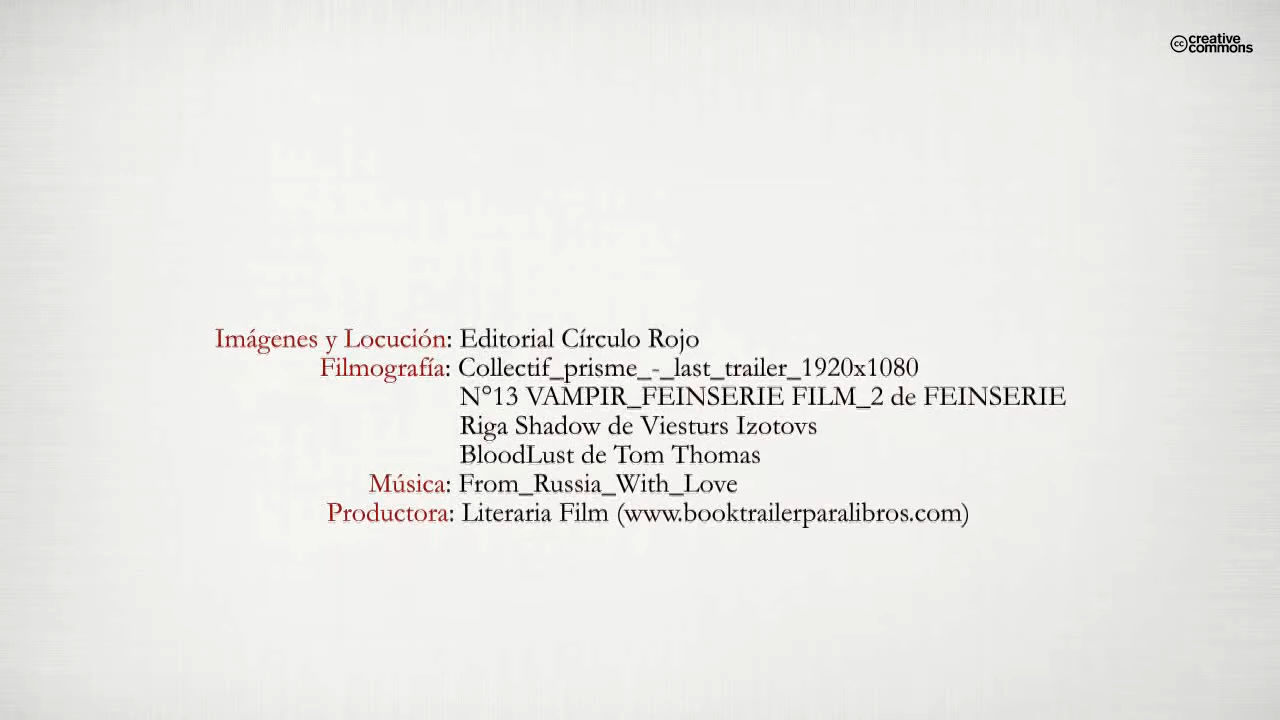 cc creative commons
Imágenes y Locución: Editorial Círculo Rojo
Filmografía: Collectif_prisme_-_last_trailer_1920x1080
N°13 VAMPIR_FEINSERIE FILM_2 de FEINSERIE
Riga Shadow de Viesturs Izotovs
BloodLust de Tom Thomas
Música: From_Russia_With_Love
Productora: Literaria Film (www.booktrailerparalibros.com)